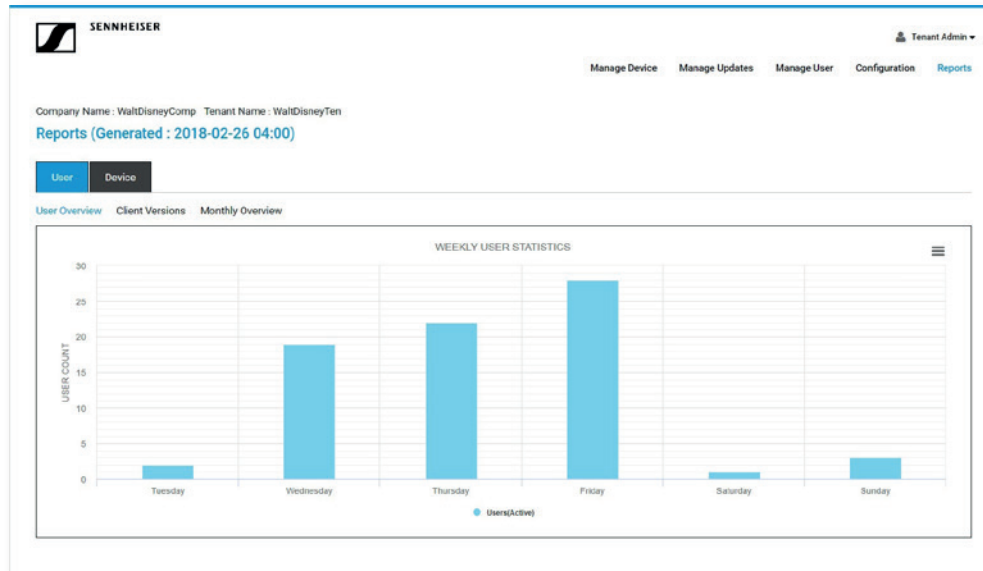 SENNHEISER
Tenant Admin
Manage Device Manage Updates Manage User Configuration Reports
Company Name : WaltDisneyComp Tenant Name : WaltDisneyTen
Reports (Generated : 2018-02-26 04:00)
User Device
User Overview Client Versions Monthly Overview
WEEKLY USER STATISTICS
30
25
20
15
10
5
0
USER COUNT
Tuesday Wednesday Thursday Friday Saturday Sunday
Users(Active)